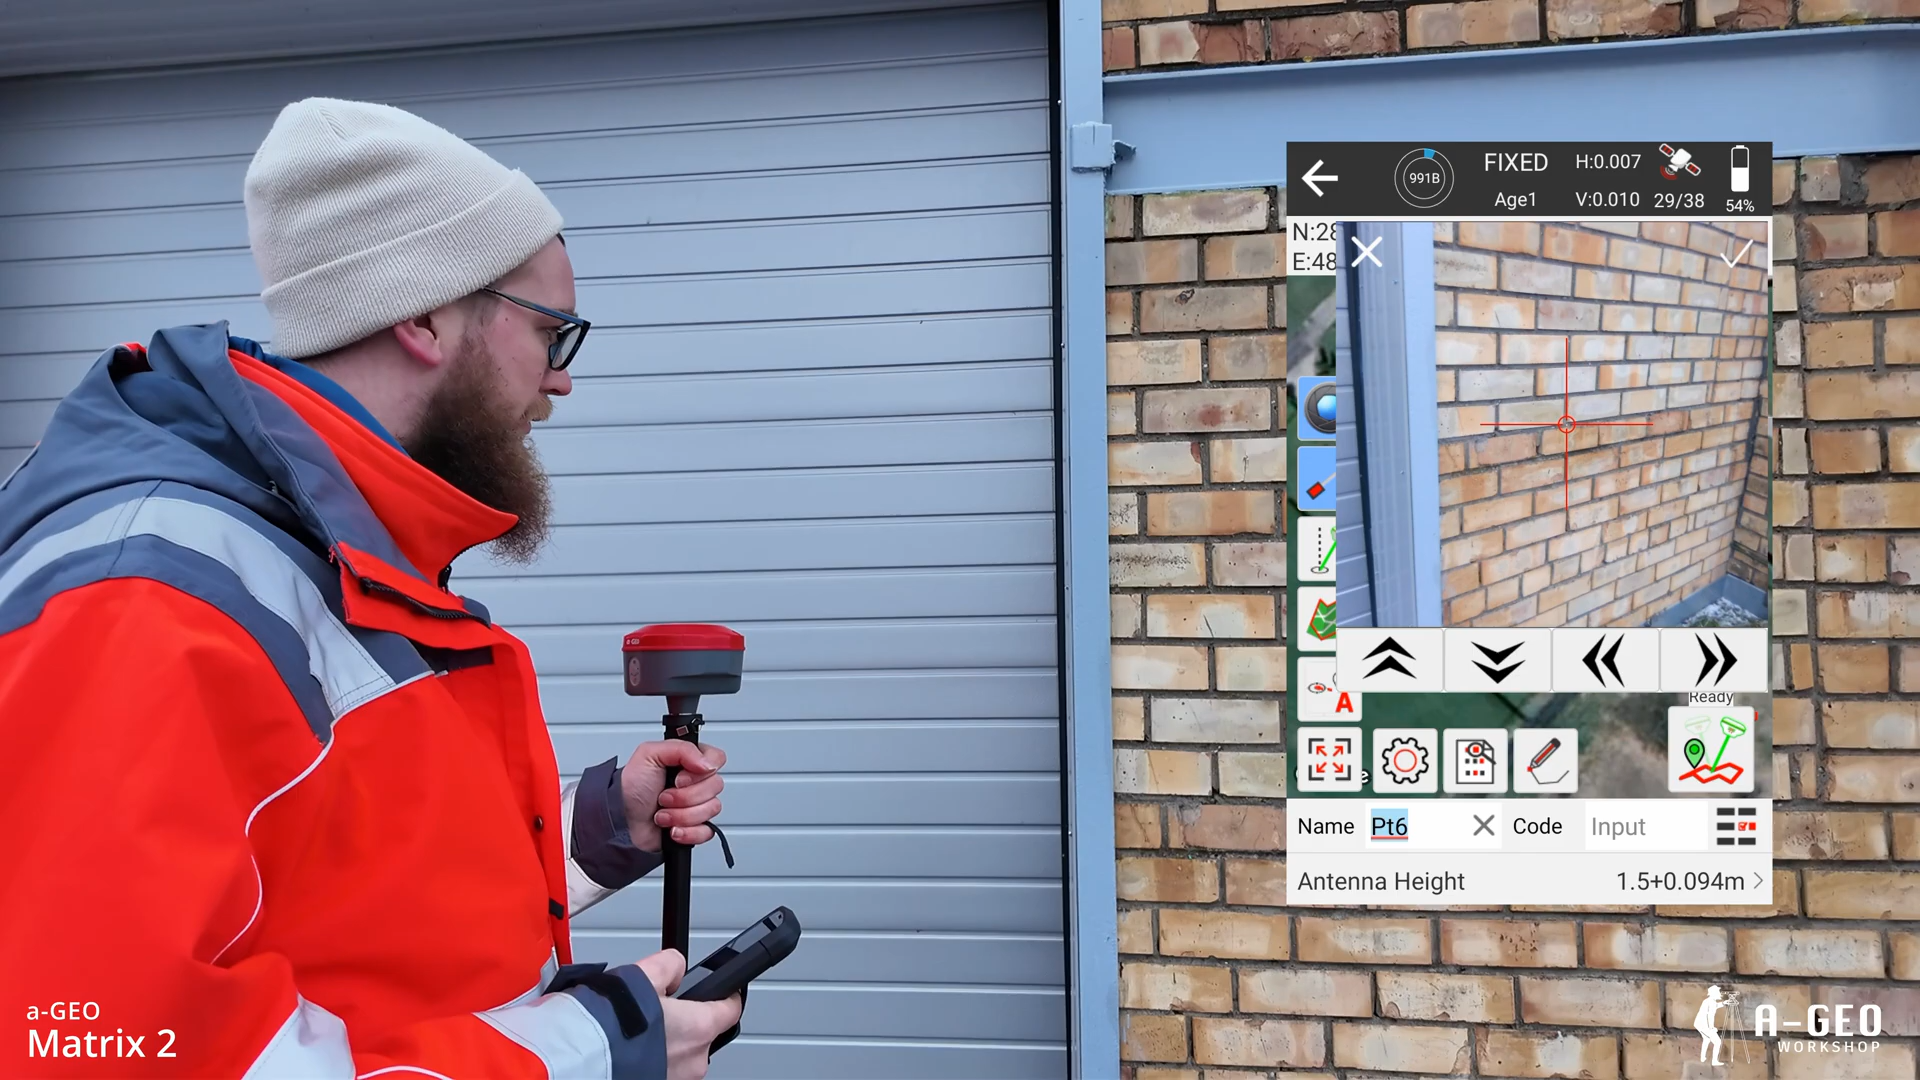 991B
FIXED
Age1
H:0.007
V:0.010
29/38
54%
N:28
E:48
Ready
A
Name Pt6 Code Input
Antenna Height 1.5+0.094m
a-GEO
Matrix 2
A-GEO
WORKSHOP